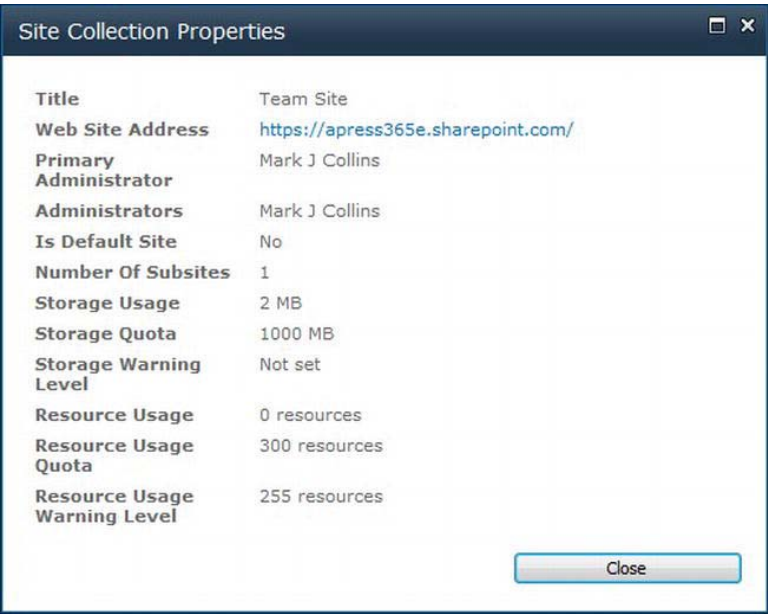 Site Collection Properties
Title Team Site
Web Site Address https://apress365e.sharepoint.com/
Primary Mark J Collins
Administrator
Administrators Mark J Collins
Is Default Site No
Number Of Subsites 1
Storage Usage 2 MB
Storage Quota 1000 MB
Storage Warning Not set
Level
Resource Usage 0 resources
Resource Usage 300 resources
Quota
Resource Usage 255 resources
Warning Level
Close